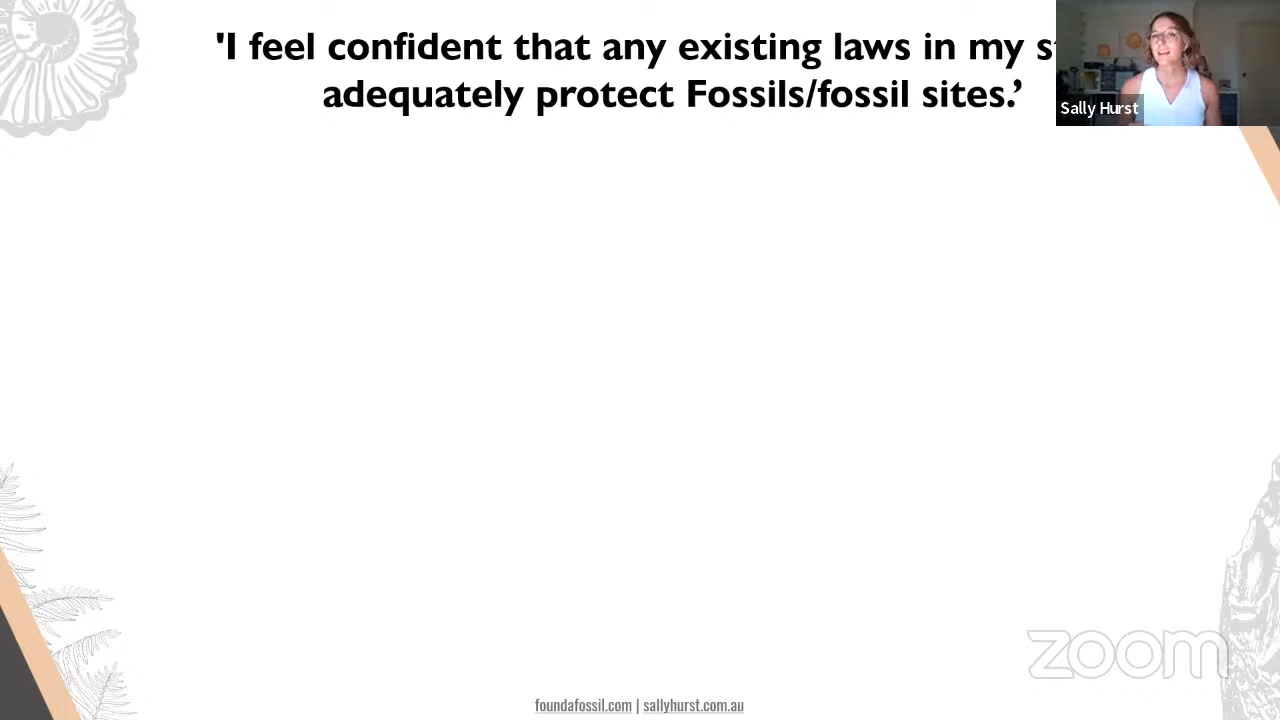 'I feel confident that any existing laws in my
adequately protect Fossils/fossil sites.’
Sally Hurst
zoom
foundafossil.com | sallyhurst.com.au